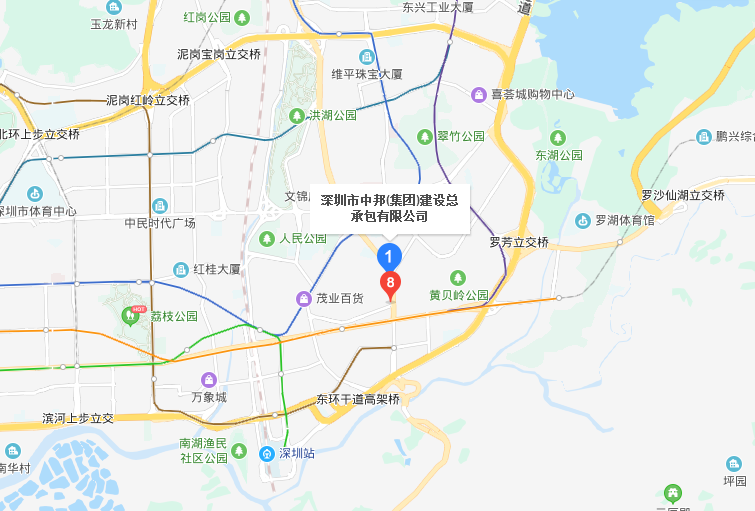 东兴工业大厦
道
红岗公园
玉龙新村
泥岗宝岗立交桥
维平珠宝大厦
喜荟城购物中心
泥岗红岭立交桥
洪湖公园
北环上步立交桥
翠竹公园
鹏兴综合
东湖公园
文锦
罗沙仙湖立交桥
深圳市中邦(集团)建设总
承包有限公司
深圳市体育中心
中民时代广场
罗湖体育馆
人民公园
罗芳立交桥
1
红桂大厦
8
茂业百货
黄贝岭公园
HOT
荔枝公园
万象城
东环干道高架桥
滨河上步立交
南湖渔民
社区公园
深圳站
南华村
坪园